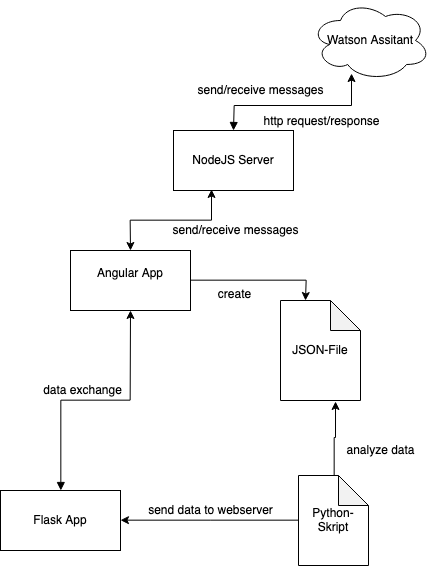 Watson Assitant
send/receive messages
http request/response
NodeJS Server
send/receive messages
Angular App
create
JSON-File
data exchange
analyze data
Flask App
send data to webserver
Python-
Skript